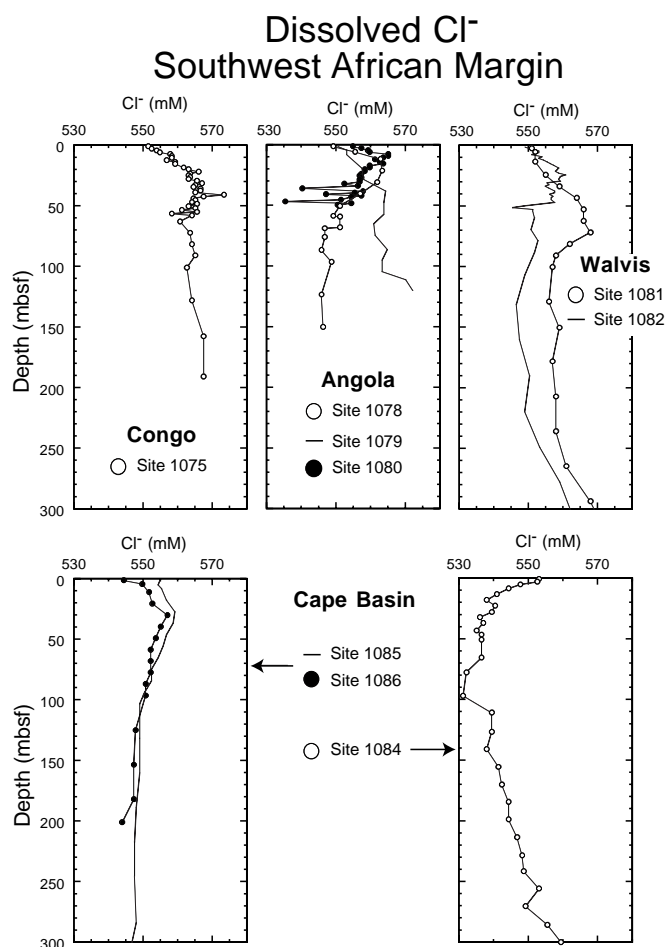 Dissolved Cl-
Southwest African Margin
Cl- (mM)
530 550 570
Cl- (mM)
530 550 570
Cl- (mM)
530 550 570
0
50
100
150
200
250
300
Depth (mbsf)
Congo
Site 1075
Angola
Site 1078
Site 1079
Site 1080
Walvis
Site 1081
Site 1082
Cl- (mM)
530 550 570
Cl- (mM)
530 550 570
0
50
100
150
200
250
300
Depth (mbsf)
Cape Basin
Site 1085
Site 1086
Site 1084